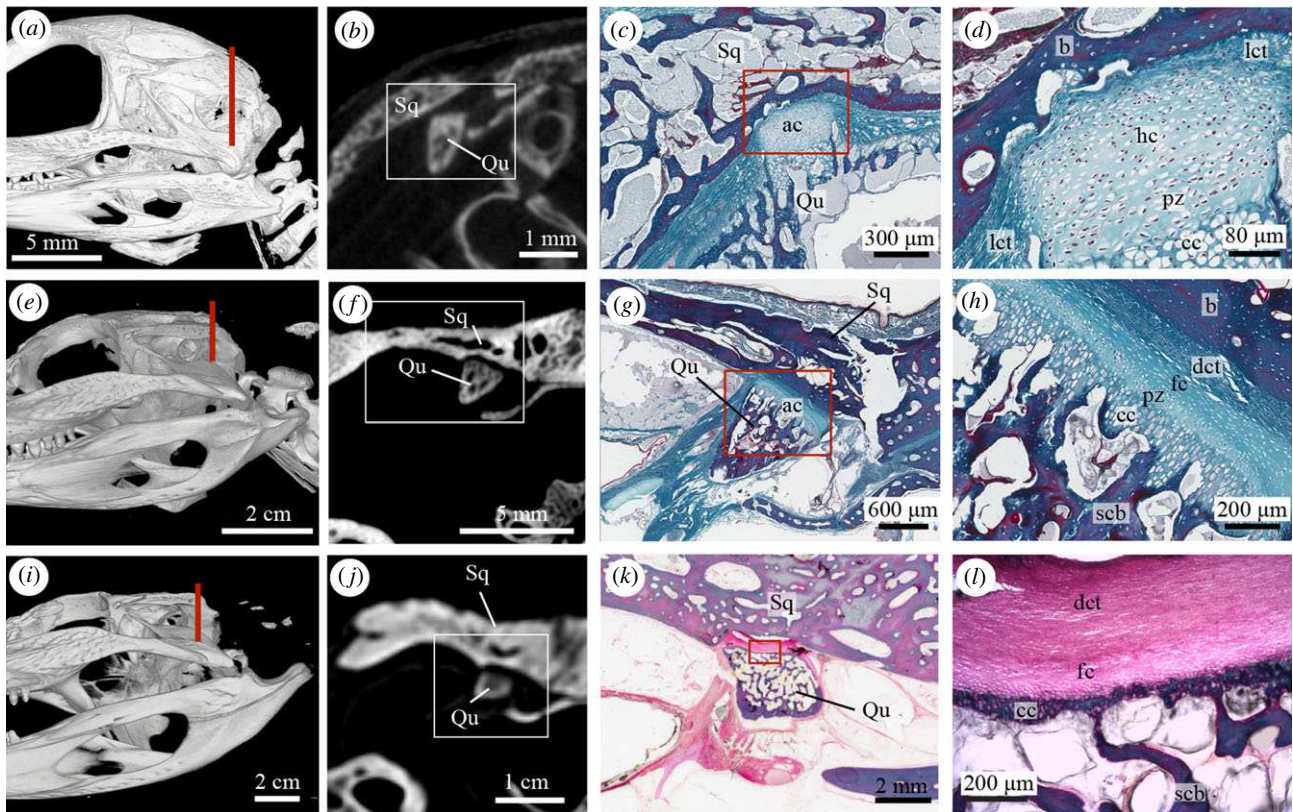 (a)
5 mm
(b)
Sq
Qu
1 mm
(c)
Sq
ac
Qu
300 μm
(d)
b
lct
hc
pz
lct
cc
80 μm
(e)
2 cm
(f)
Sq
Qu
5 mm
(g)
Sq
Qu
ac
600 μm
(h)
b
dct
fc
pz
cc
scb
200 μm
(i)
2 cm
(j)
Sq
Qu
1 cm
(k)
Sq
Qu
2 mm
(l)
dct
fc
cc
200 μm
scb